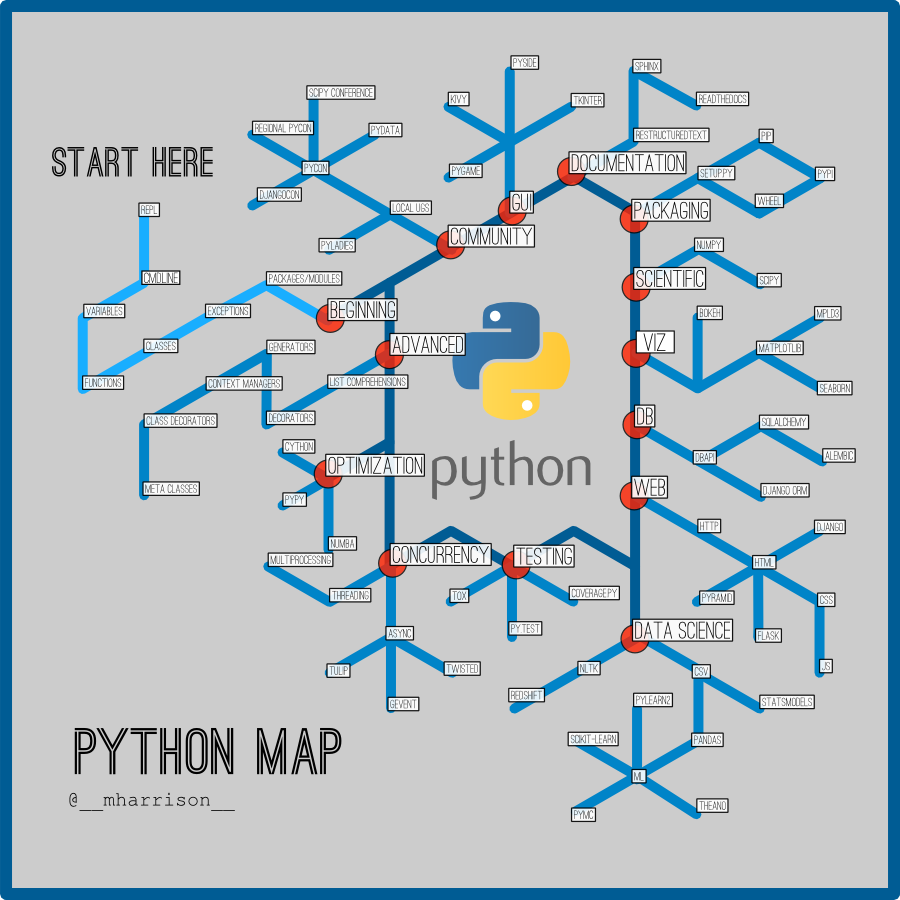 PYSIDE
SPHINX
SCIPY CONFERENCE
KIVY
TKINTER
READTHEDOCS
REGIONAL PYCON
PYDATA
RESTRUCTUREDTEXT
PIP
START HERE
PYCON
PYGAME
DOCUMENTATION
SETUP.PY
PYPI
DJANGOCON
LOCAL UGS
GUI
PACKAGING
WHEEL
REPL
PYLADIES
COMMUNITY
NUMPY
CMDLINE
PACKAGES/MODULES
SCIENTIFIC
SCIPY
VARIABLES
EXCEPTIONS
BEGINNING
BOKEH
MPLD3
CLASSES
GENERATORS
ADVANCED
VIZ
MATPLOTLIB
FUNCTIONS
CONTEXT MANAGERS
LIST COMPREHENSIONS
SEABORN
CLASS DECORATORS
DECORATORS
DB
SQLALCHEMY
CYTHON
DBAPI
ALEMBIC
OPTIMIZATION
python
META CLASSES
PYPY
WEB
DJANGO ORM
HTTP
DJANGO
NUMBA
MULTIPROCESSING
CONCURRENCY
TESTING
HTML
THREADING
TOX
COVERAGE.PY
PYRAMID
CSS
ASYNC
PYTEST
DATA SCIENCE
FLASK
TULIP
TWISTED
NLTK
CSV
JS
GEVENT
REDSHIFT
PYLEARN2
STATSMODELS
PYTHON MAP
SCIKIT-LEARN
PANDAS
ML
@__mharrison__
PYMC
THEANO